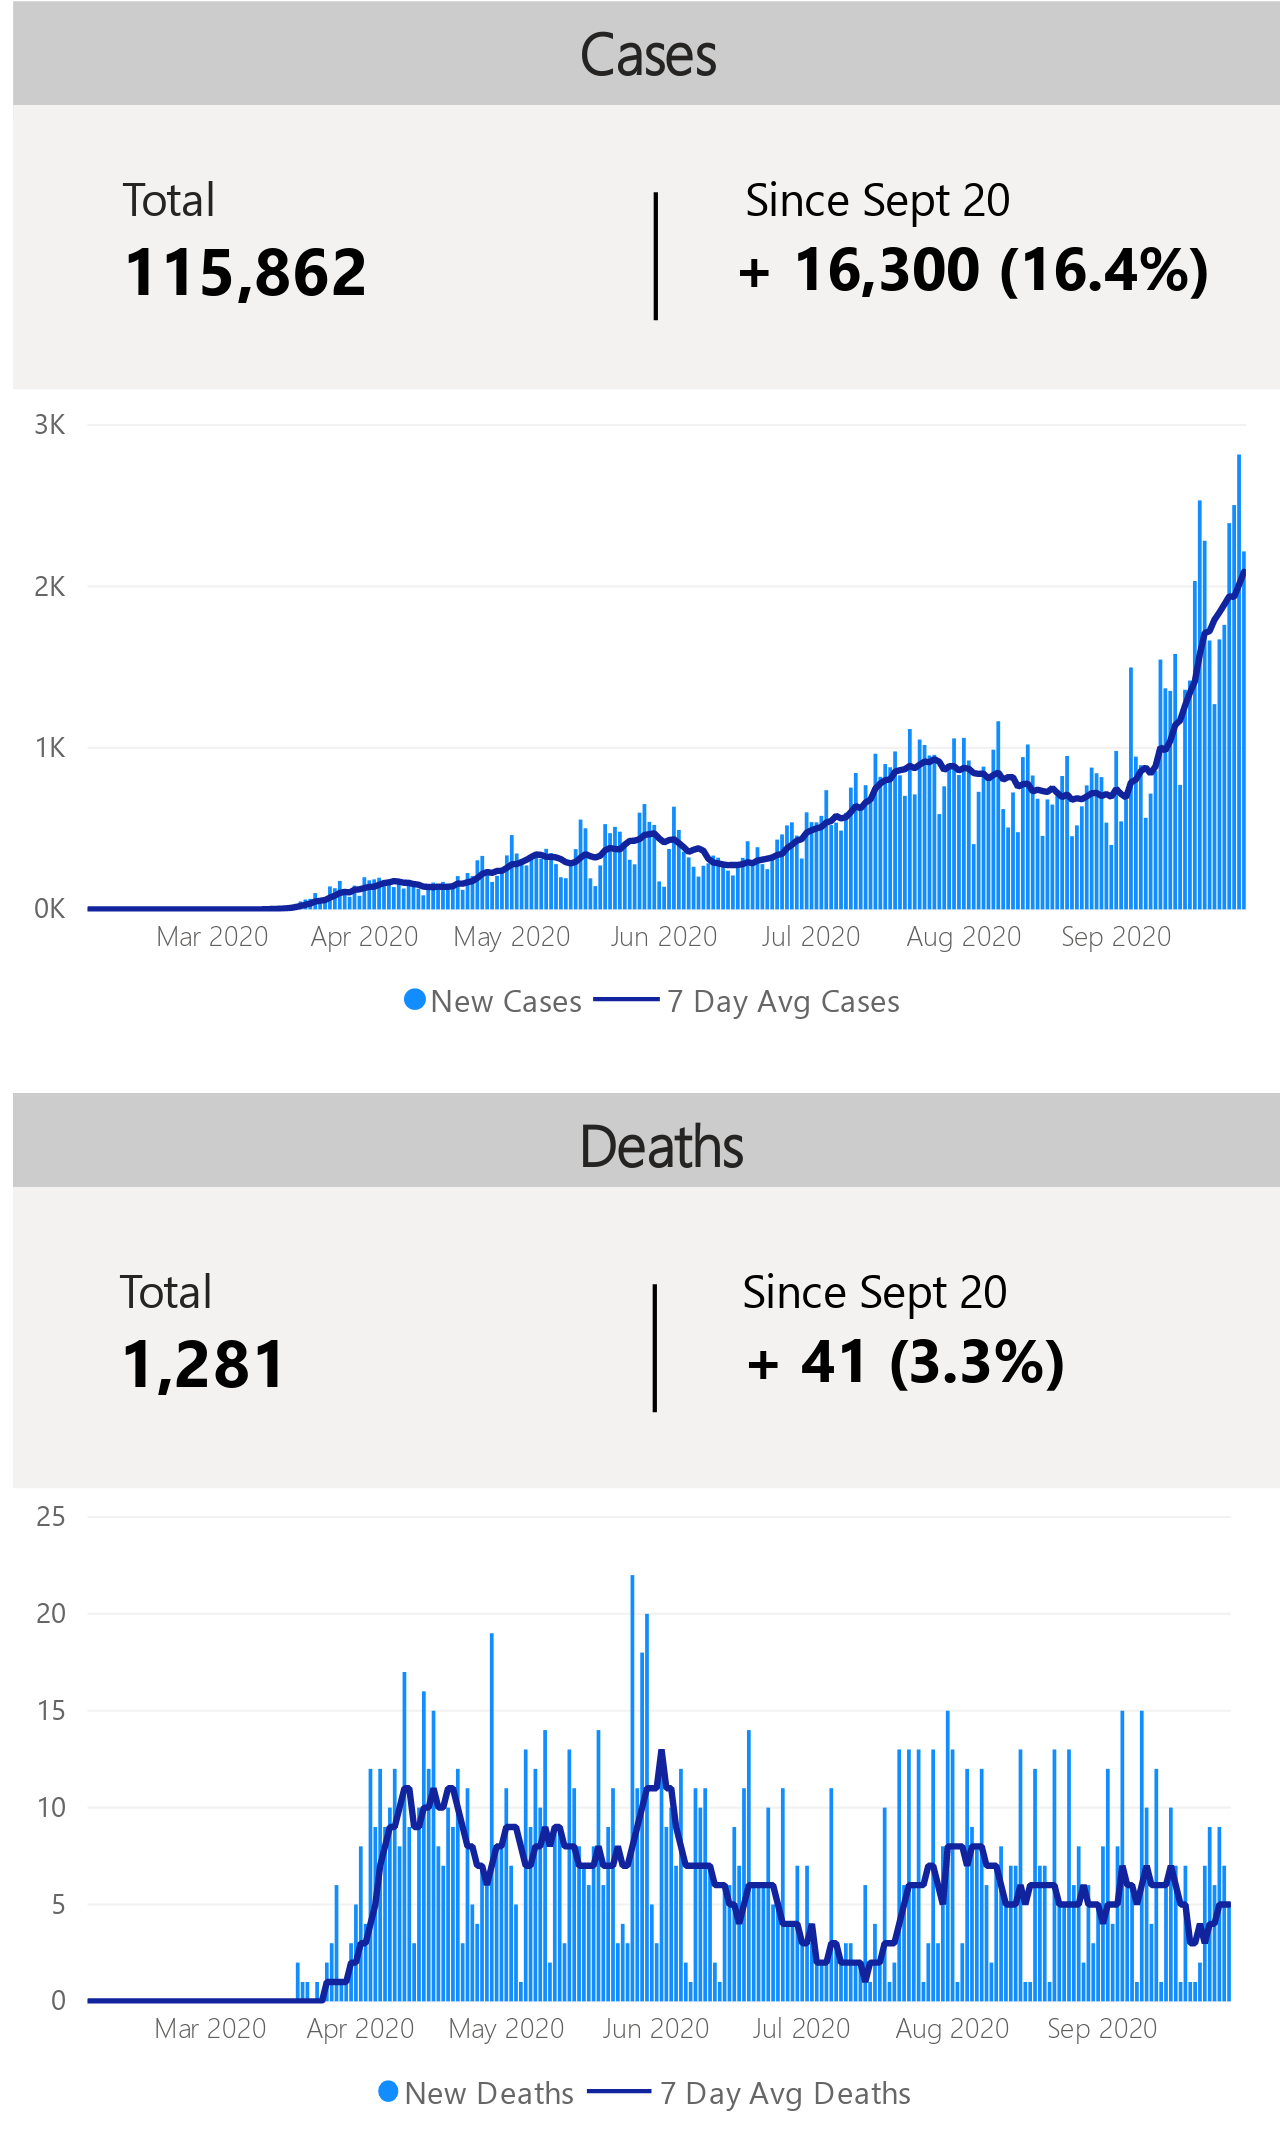 Cases
Total
Since Sept 20
115,862
+ 16,300 (16.4%)
3K
2K
1K
0K
Mar 2020 Apr 2020 May 2020 Jun 2020 Jul 2020 Aug 2020 Sep 2020
New Cases 7 Day Avg Cases
Deaths
Total
Since Sept 20
1,281
+ 41 (3.3%)
25
20
15
10
5
0
Mar 2020 Apr 2020 May 2020 Jun 2020 Jul 2020 Aug 2020 Sep 2020
New Deaths 7 Day Avg Deaths